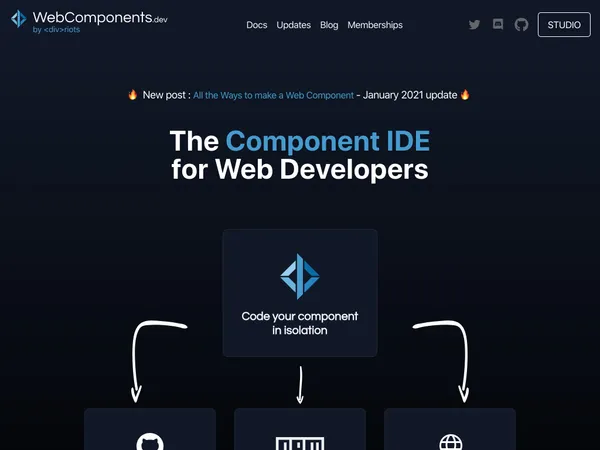 WebComponents.dev
by <div>riots
Docs Updates Blog Memberships
STUDIO
🔥 New post : All the Ways to make a Web Component - January 2021 update 🔥
The Component IDE
for Web Developers
Code your component
in isolation
npm